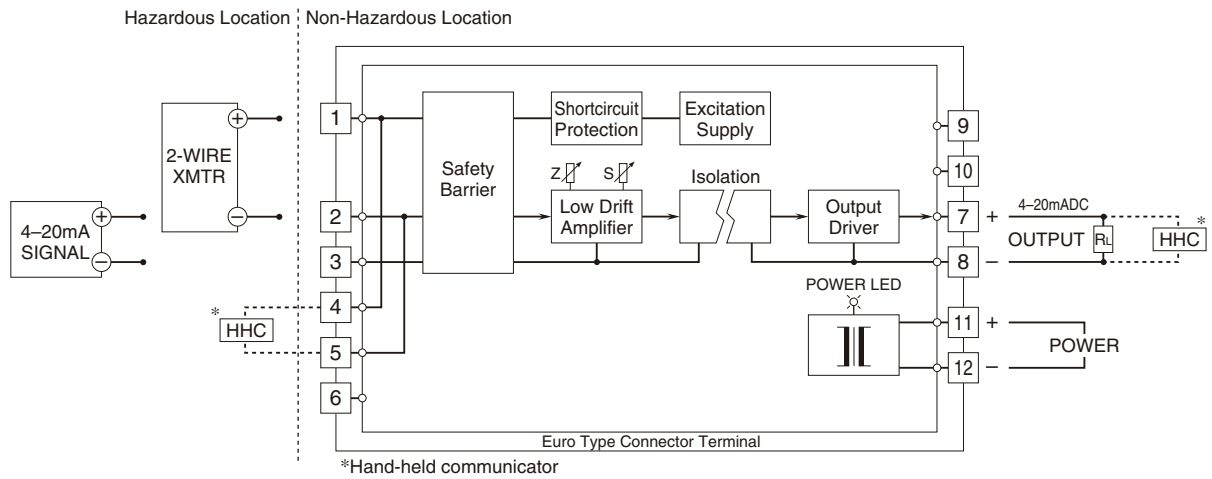 Hazardous Location
Non-Hazardous Location
1
Shortcircuit
Protection
Excitation
Supply
9
+
2-WIRE
XMTR
−
Safety
Barrier
Z
S
Isolation
10
4–20mA
SIGNAL
+
−
2
3
Low Drift
Amplifier
Output
Driver
7
+
4–20mADC
OUTPUT
RL
*
HHC
8
−
*
HHC
4
5
6
POWER LED
11
+
POWER
12
−
Euro Type Connector Terminal
*Hand-held communicator